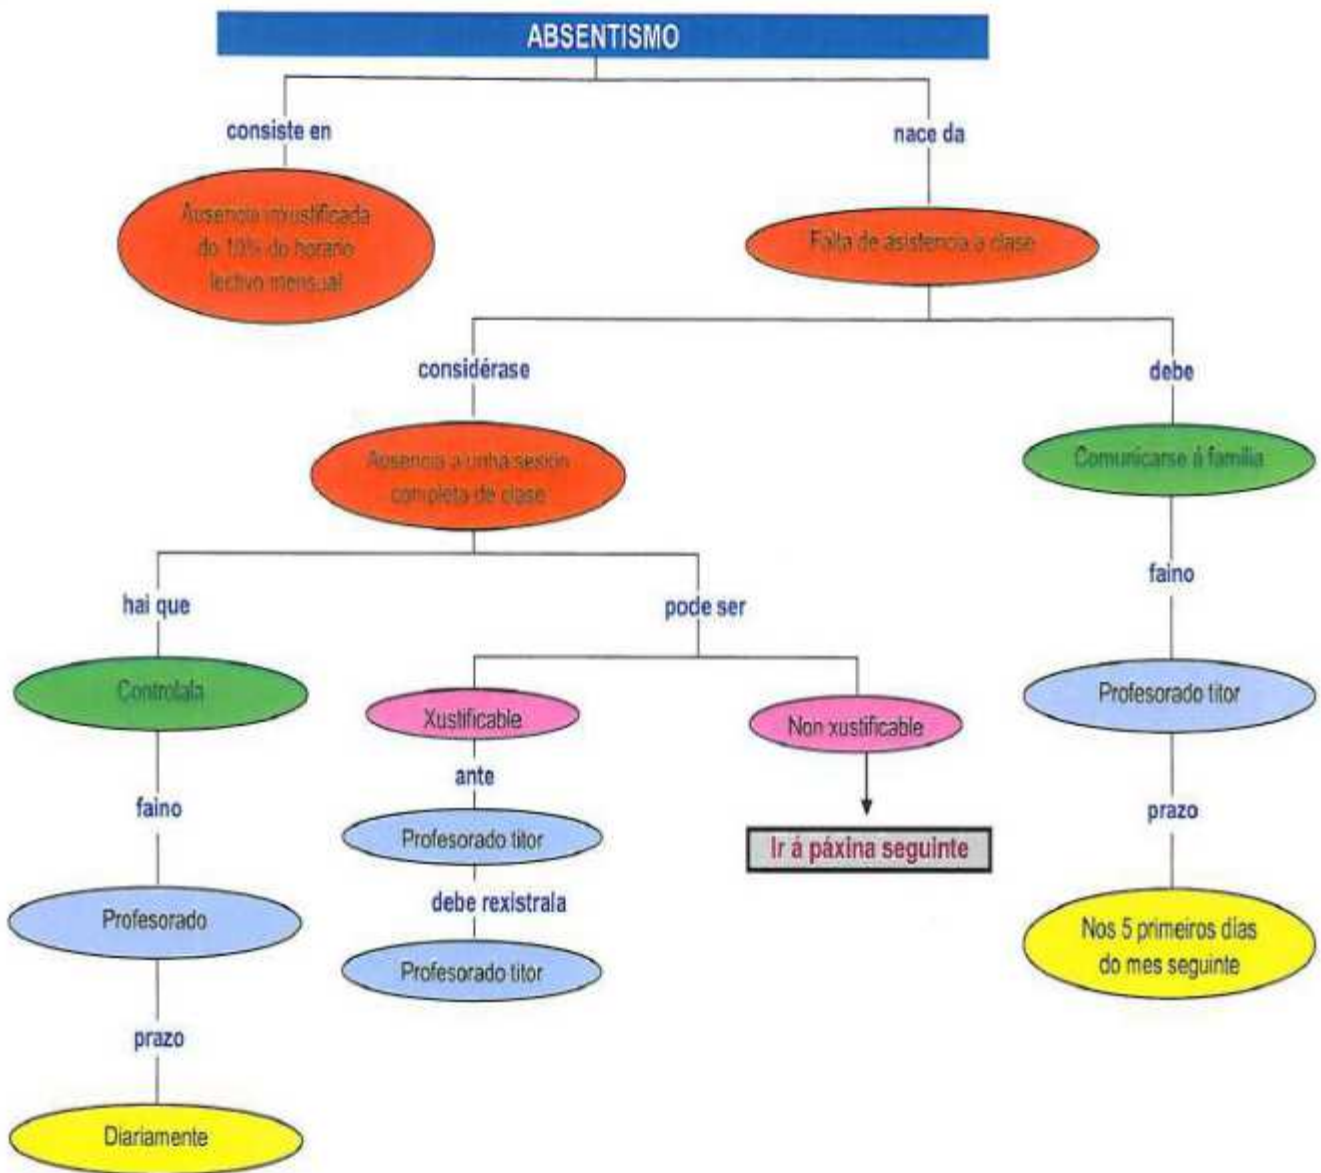 ABSENTISMO
consiste en
nace da
Ausencia inxustificada
do 10% do horario
lectivo mensual
Falta de asistencia a clase
considérase
debe
Ausencia a unha sesión
completa de clase
Comunicarse á familia
hai que
pode ser
faino
Controlala
Xustificable
Non xustificable
Profesorado titor
ante
faino
Profesorado titor
Ir á páxina seguinte
prazo
debe rexistrala
Profesorado
Profesorado titor
Nos 5 primeiros días
do mes seguinte
prazo
Diariamente